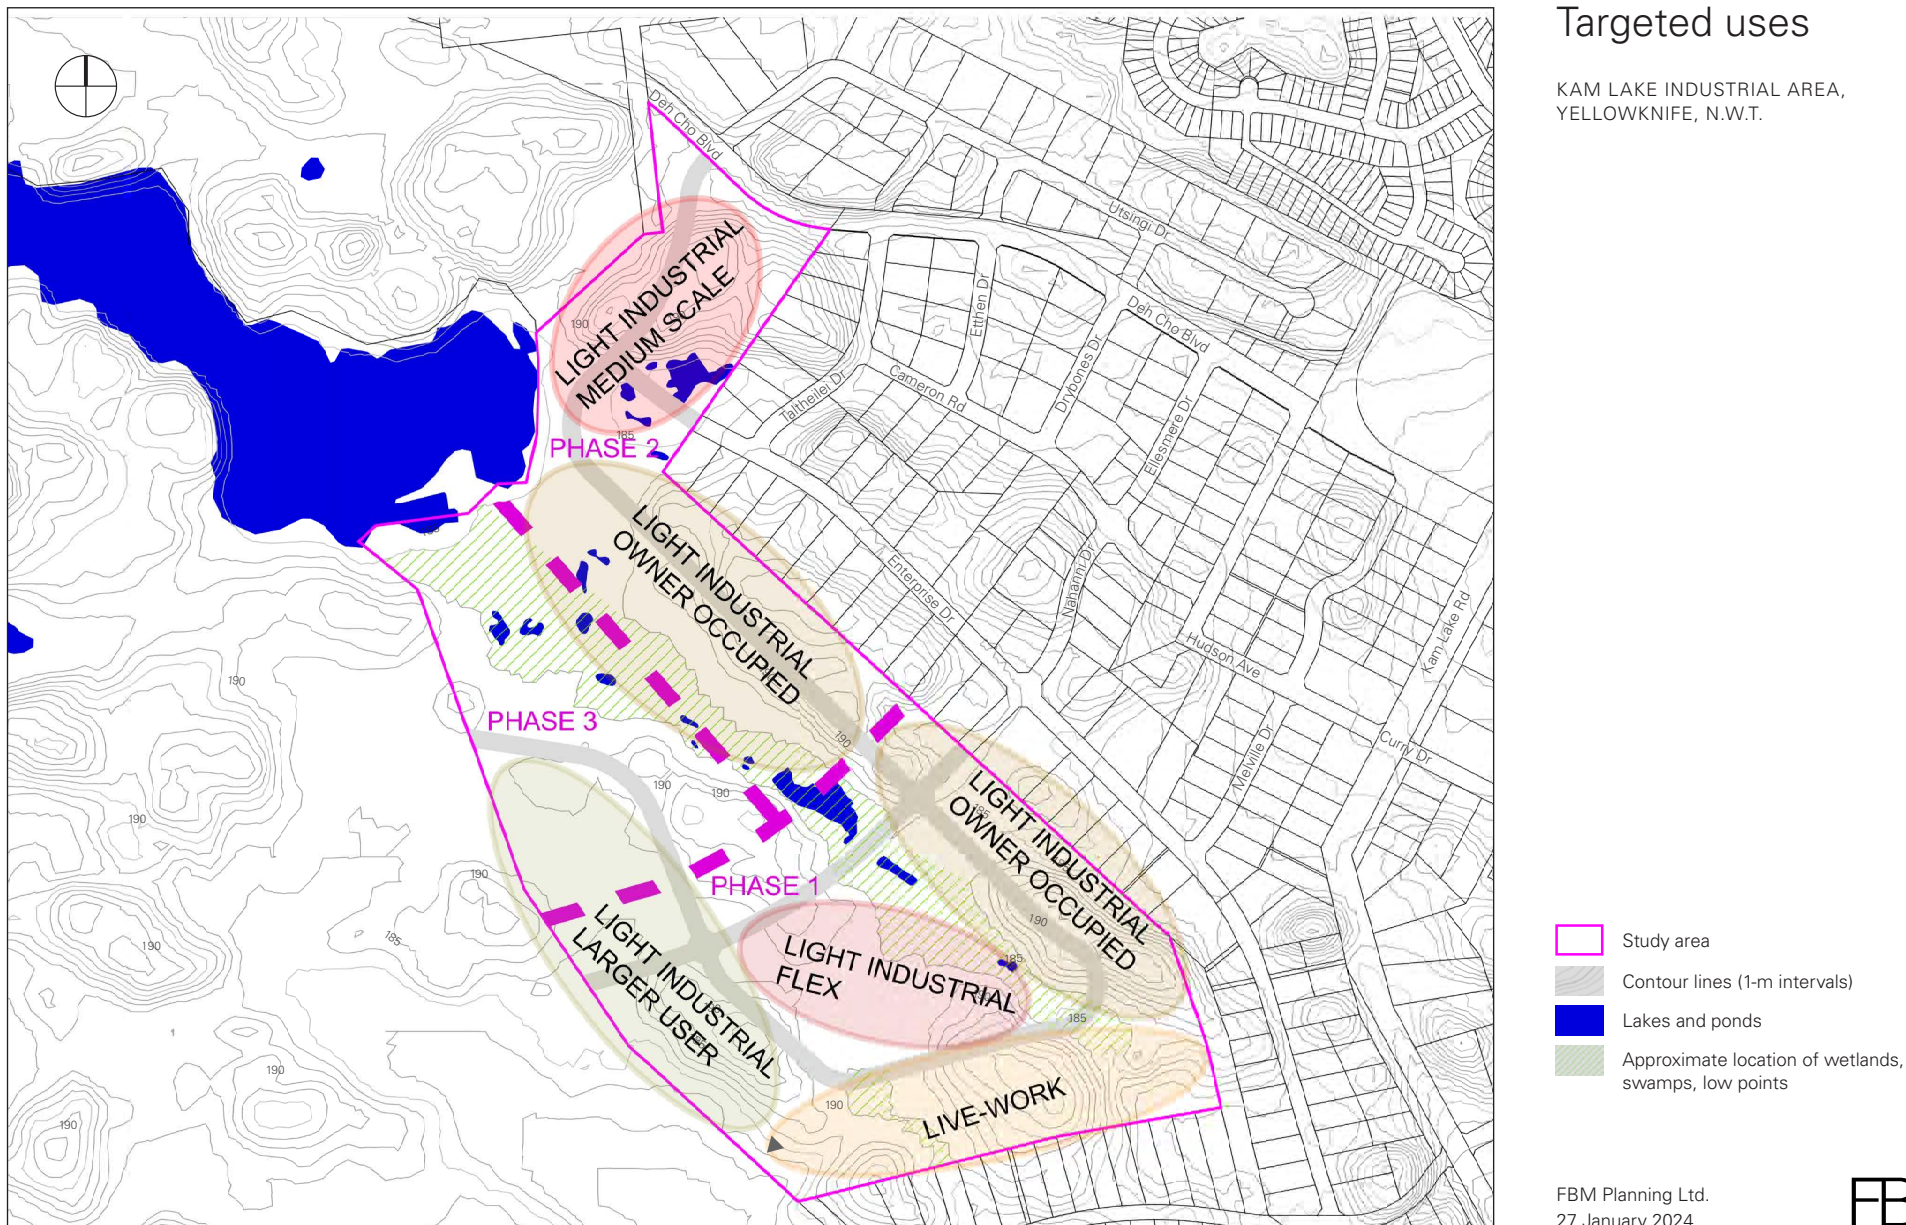 Targeted uses
KAM LAKE INDUSTRIAL AREA,
YELLOWKNIFE, N.W.T.
Deh Cho Blvd
Utsingi Dr
Etthen Dr
Deh Cho Blvd
Drybones Dr
Cameron Rd
Taltheilei Dr
Ellesmere Dr
Enterprise Dr
Nahanni Dr
Hudson Ave
Kam Lake Rd
Melville Dr
Curry Dr
LIGHT INDUSTRIAL
MEDIUM SCALE
190
185
PHASE 2
LIGHT INDUSTRIAL
OWNER OCCUPIED
190
PHASE 3
190
190
190
190
190
185
190
190
190
PHASE 1
LIGHT INDUSTRIAL
OWNER OCCUPIED
185
190
LIGHT INDUSTRIAL
LARGER USER
LIGHT INDUSTRIAL
FLEX
185
185
190
LIVE-WORK
Study area
Contour lines (1-m intervals)
Lakes and ponds
Approximate location of wetlands,
swamps, low points
FBM Planning Ltd.
27 January 2024